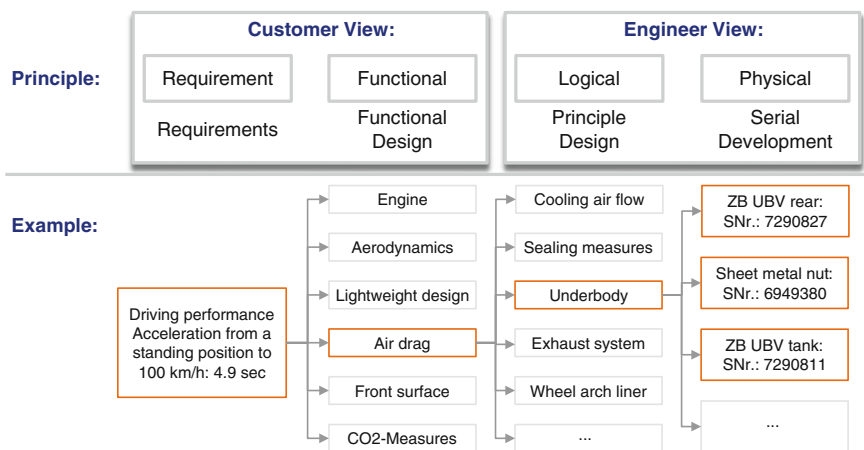 Customer View:
Engineer View:
Principle:
Requirement
Functional
Logical
Physical
Requirements
Functional
Design
Principle
Design
Serial
Development
Example:
Driving performance
Acceleration from a
standing position to
100 km/h: 4.9 sec
Engine
Aerodynamics
Lightweight design
Air drag
Front surface
CO2-Measures
Cooling air flow
Sealing measures
Underbody
Exhaust system
Wheel arch liner
...
ZB UBV rear:
SNr.: 7290827
Sheet metal nut:
SNr.: 6949380
ZB UBV tank:
SNr.: 7290811
...